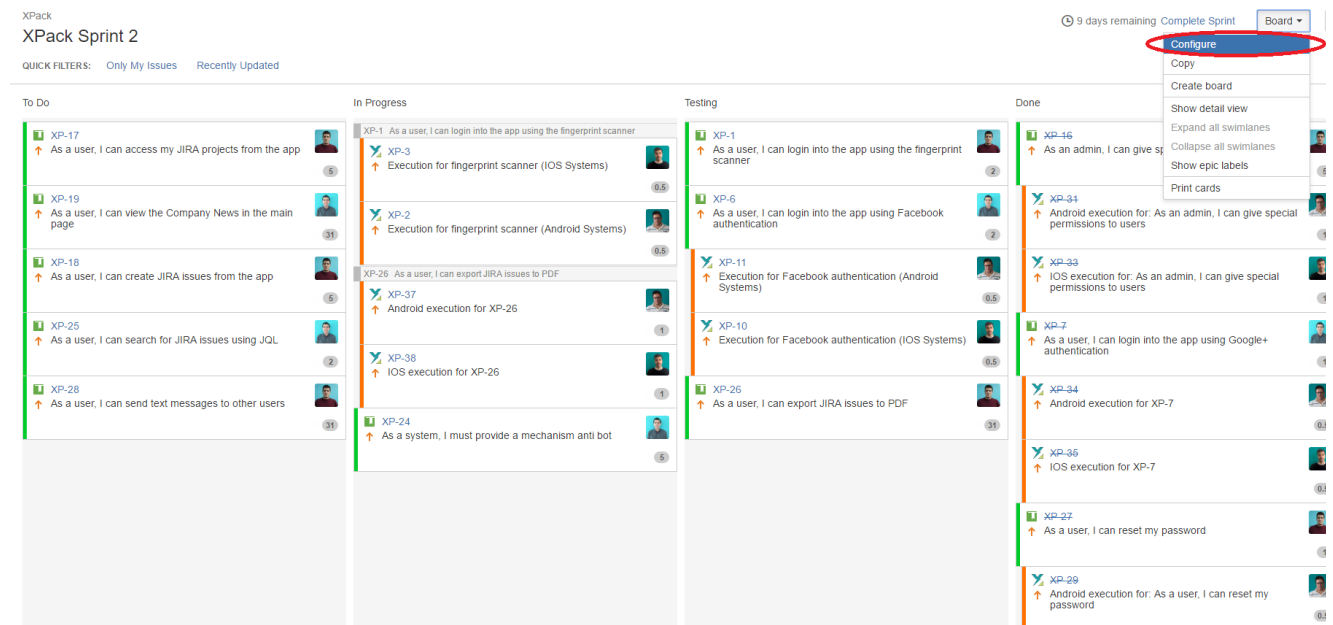 XPack
XPack Sprint 2
9 days remaining Complete Sprint Board
QUICK FILTERS: Only My Issues Recently Updated
Configure
Copy
Create board
Show detail view
Expand all swimlanes
Collapse all swimlanes
Show epic labels
Print cards
To Do
XP-17
As a user, I can access my JIRA projects from the app
5
XP-19
As a user, I can view the Company News in the main
page
31
XP-18
As a user, I can create JIRA issues from the app
5
XP-25
As a user, I can search for JIRA issues using JQL
2
XP-28
As a user, I can send text messages to other users
31
In Progress
XP-1 As a user, I can login into the app using the fingerprint scanner
XP-3
Execution for fingerprint scanner (IOS Systems)
0.5
XP-2
Execution for fingerprint scanner (Android Systems)
0.5
XP-26 As a user, I can export JIRA issues to PDF
XP-37
Android execution for XP-26
1
XP-38
IOS execution for XP-26
1
XP-24
As a system, I must provide a mechanism anti bot
5
Testing
XP-1
As a user, I can login into the app using the fingerprint
scanner
2
XP-6
As a user, I can login into the app using Facebook
authentication
2
XP-11
Execution for Facebook authentication (Android
Systems)
0.5
XP-10
Execution for Facebook authentication (IOS Systems)
0.5
XP-26
As a user, I can export JIRA issues to PDF
31
Done
XP-16
As an admin, I can give
XP-31
Android execution for: As an admin, I can give special
permissions to users
XP-33
IOS execution for: As an admin, I can give special
permissions to users
XP-7
As a user, I can login into the app using Google+
authentication
XP-34
Android execution for XP-7
XP-35
IOS execution for XP-7
XP-27
As a user, I can reset my password
XP-29
Android execution for: As a user, I can reset my
password